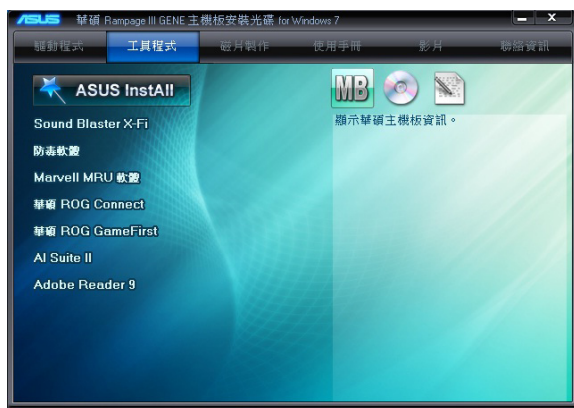 ASUS 華碩 Rampage III GENE 主機板安裝光碟 for Windows 7
驅動程式 工具程式 磁片製作 使用手冊 影片 聯絡資訊
ASUS InstAll
MB
Sound Blaster X-Fi
顯示華碩主機板資訊。
防毒軟體
Marvell MRU 軟體
華碩 ROG Connect
華碩 ROG GameFirst
AI Suite II
Adobe Reader 9